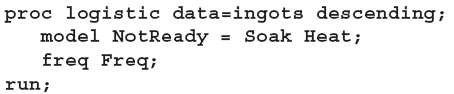 proc logistic data=ingots descending;
   model NotReady = Soak Heat;
   freq Freq;
run;